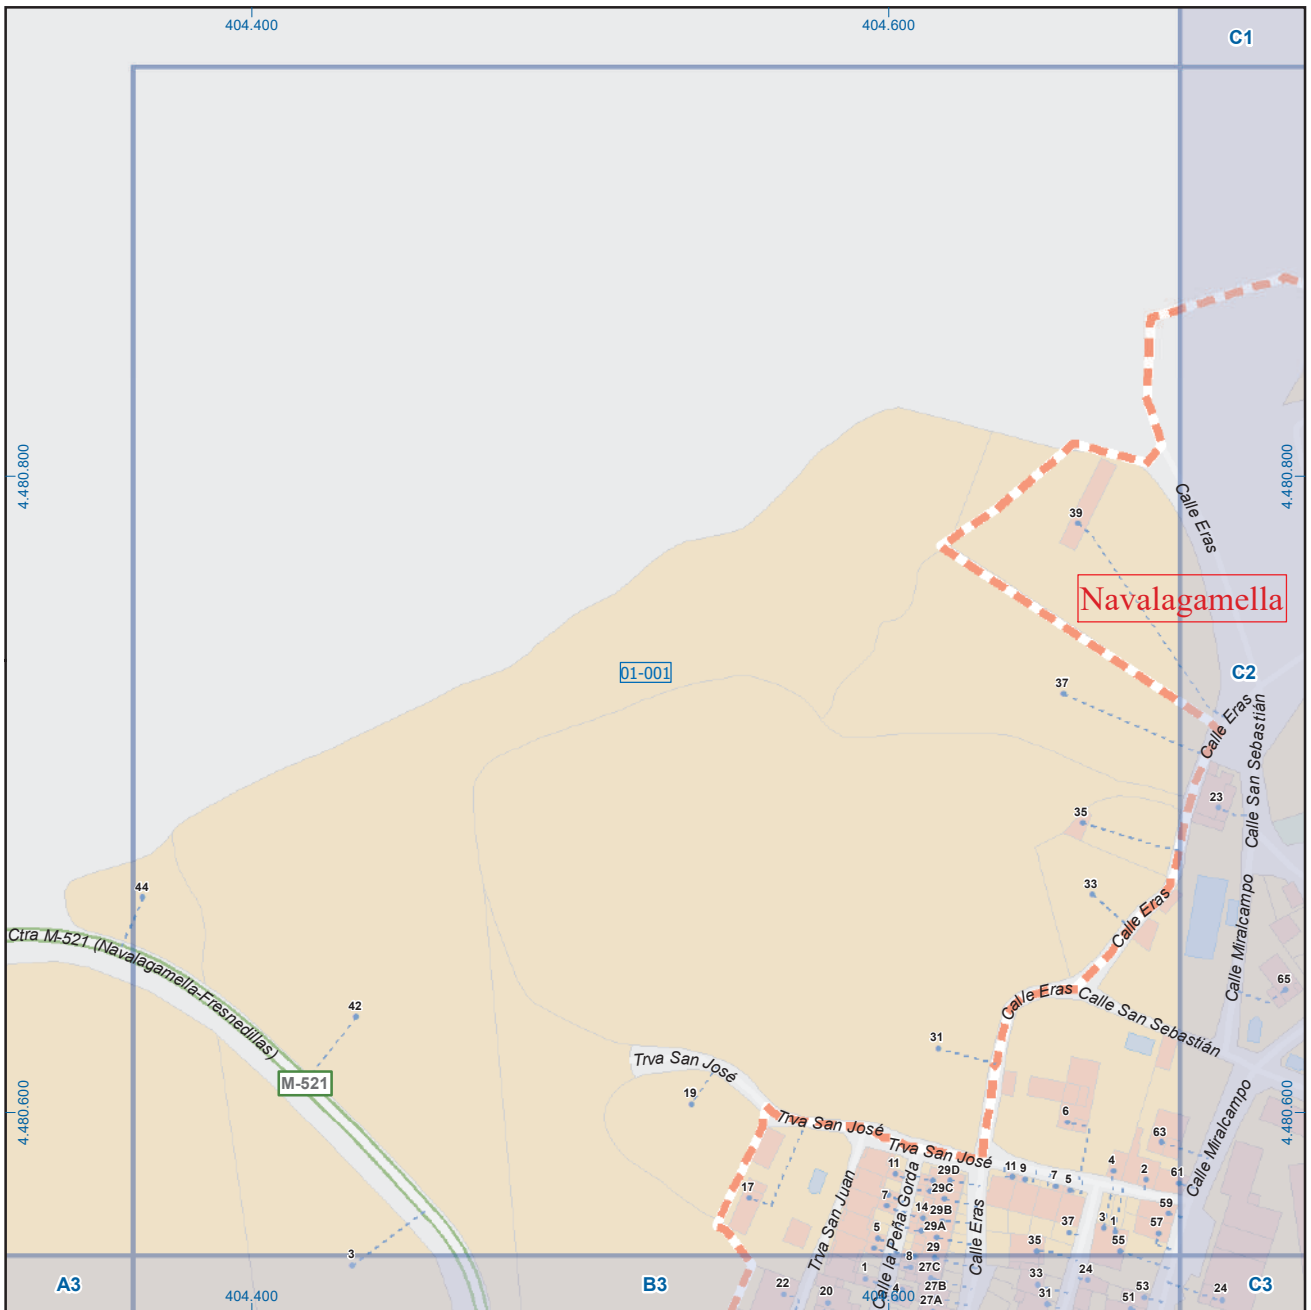 404.400
404.600
C1
4.480.800
4.480.800
Calle Eras
39
Navalagamella
01-001
37
C2
Calle Eras
Calle San Sebastián
23
35
44
33
Calle Eras
Calle Miralcampo
Ctra M-521 (Navalagamella-Fresnedillas)
65
42
Calle Eras
Calle San Sebastián
31
Trva San José
M-521
19
4.480.600
4.480.600
Trva San José
6
Calle Miralcampo
63
Trva San José
11
29D
11
9
7
5
4
2
61
17
7
29C
14
29B
59
Trva San Juan
Calle la Peña Gorda
Calle Eras
5
29A
37
3
1
57
3
8
29
35
55
A3
B3
1
27C
33
24
C3
22
20
4
27B
27A
31
53
51
24
404.400
404.600